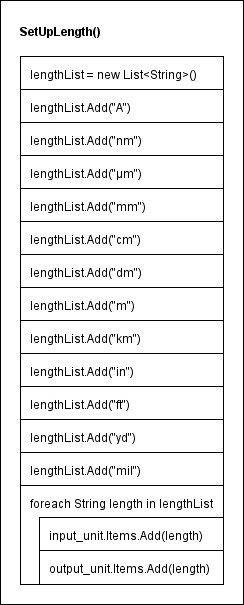 SetUpLength()
lengthList = new List<String>()
lengthList.Add("A")
lengthList.Add("nm")
lengthList.Add("µm")
lengthList.Add("mm")
lengthList.Add("cm")
lengthList.Add("dm")
lengthList.Add("m")
lengthList.Add("km")
lengthList.Add("in")
lengthList.Add("ft")
lengthList.Add("yd")
lengthList.Add("mil")
foreach String length in lengthList
input_unit.Items.Add(length)
output_unit.Items.Add(length)